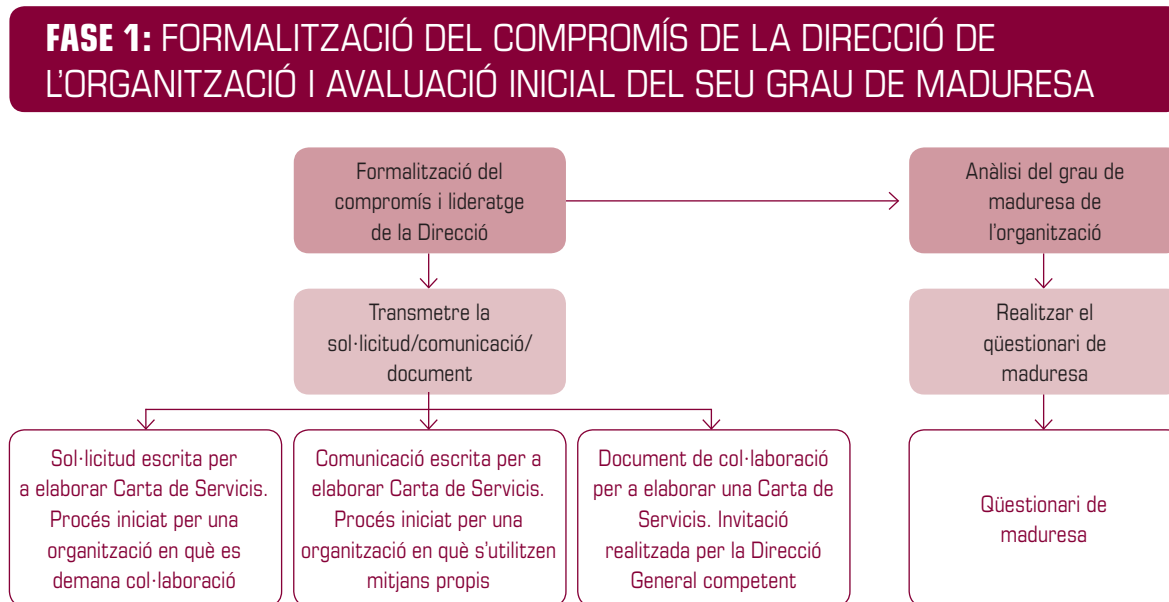 FASE 1: FORMALITZACIÓ DEL COMPROMÍS DE LA DIRECCIÓ DE
L'ORGANITZACIÓ I AVALUACIÓ INICIAL DEL SEU GRAU DE MADURESA
Formalització del
compromís i lideratge
de la Direcció
Anàlisi del grau de
maduresa de
l'organització
Transmetre la
sol·licitud/comunicació/
document
Realitzar el
qüestionari de
maduresa
Sol·licitud escrita per
a elaborar Carta de Servicis.
Procés iniciat per una
organització en què es
demana col·laboració
Comunicació escrita per a
elaborar Carta de Servicis.
Procés iniciat per una
organització en què s'utilitzen
mitjans propis
Document de col·laboració
per a elaborar una Carta de
Servicis. Invitació
realitzada per la Direcció
General competent
Qüestionari de
maduresa